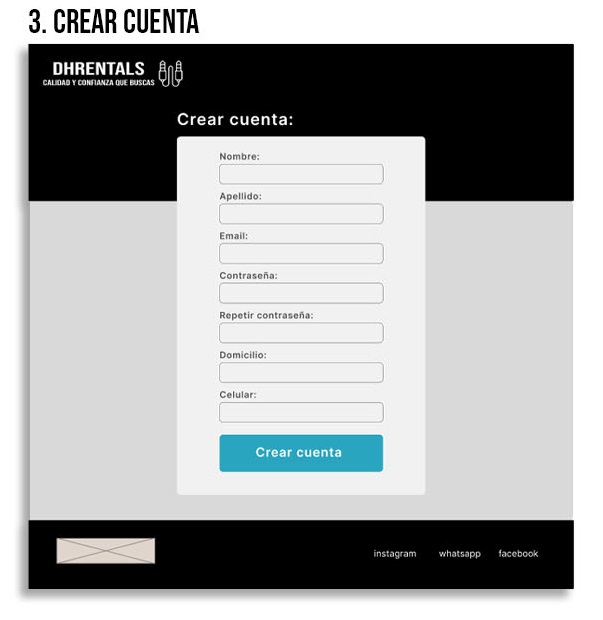 3. CREAR CUENTA
DHRENTALS
CALIDAD Y CONFIANZA QUE BUSCAS
Crear cuenta:
Nombre:
Apellido:
Email:
Contraseña:
Repetir contraseña:
Domicilio:
Celular:
Crear cuenta
instagram whatsapp facebook